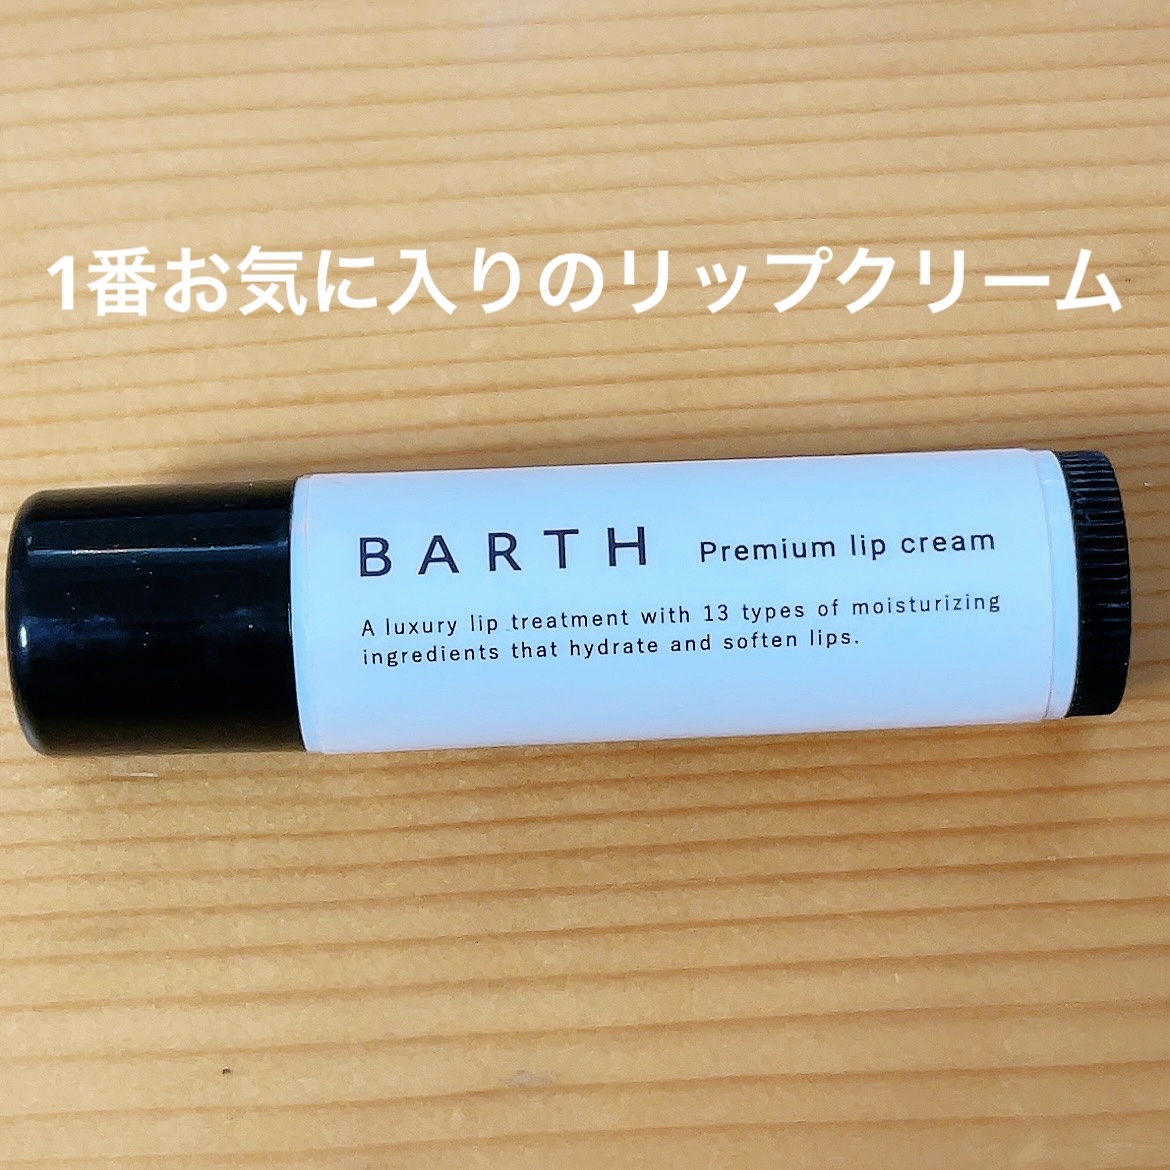 1番お気に入りのリップクリーム
BARTH Premium lip cream
A luxury lip treatment with 13 types of moisturizing
ingredients that hydrate and soften lips.